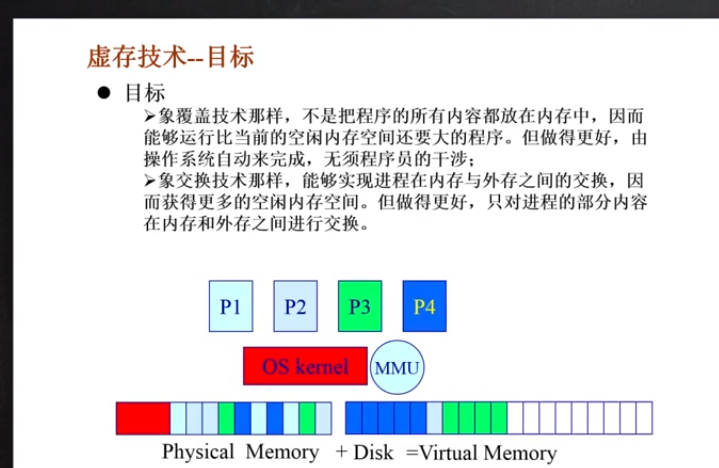 虚存技术--目标
● 目标
➢象覆盖技术那样，不是把程序的所有内容都放在内存中，因而
能够运行比当前的空闲内存空间还要大的程序。但做得更好，由
操作系统自动来完成，无须程序员的干涉；
➢象交换技术那样，能够实现进程在内存与外存之间的交换，因
而获得更多的空闲内存空间。但做得更好，只对进程的部分内容
在内存和外存之间进行交换。
P1 P2 P3 P4
OS kernel MMU
Physical Memory + Disk =Virtual Memory